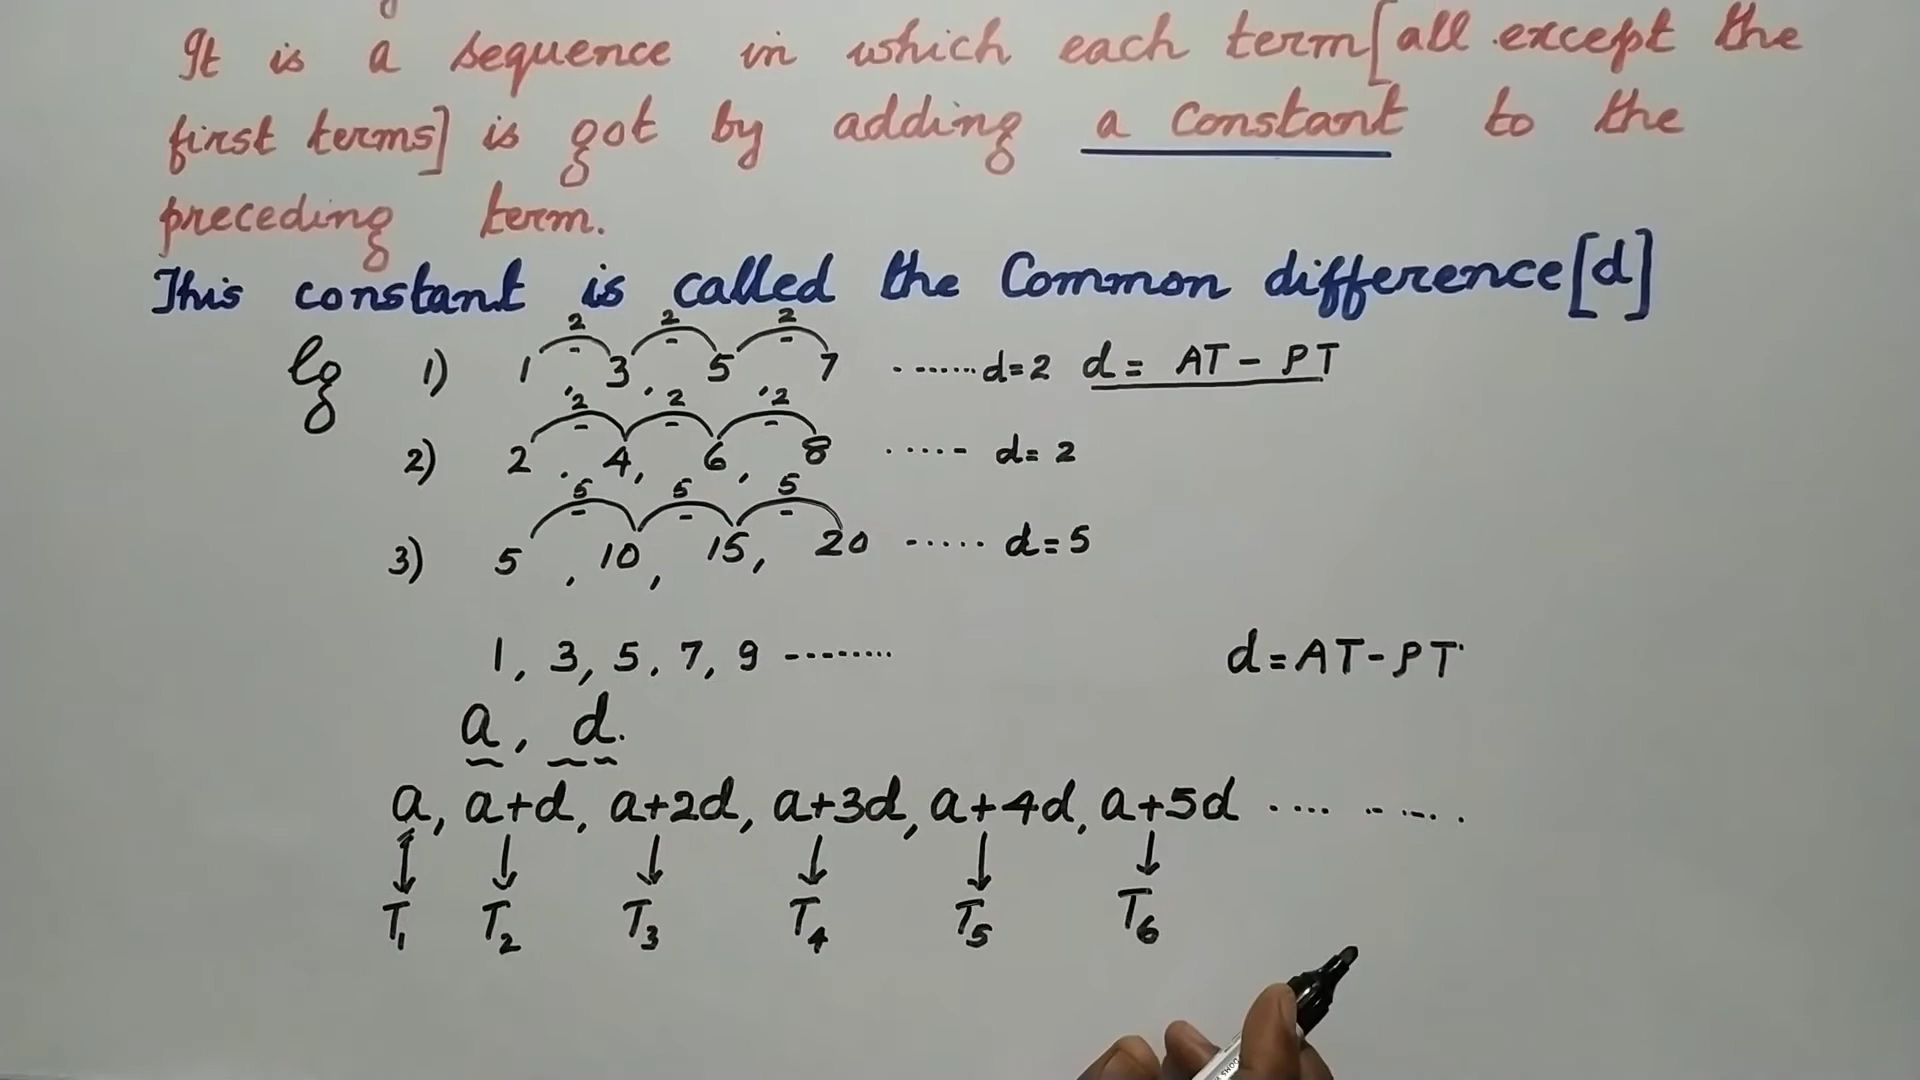 It is a sequence in which each term [all except the
first terms] is got by adding a constant to the
preceding term.
This constant is called the Common difference [d]
2 2 2
Eg 1) 1 , 3 , 5 , 7 ....... d=2 d = AT - PT
2 2 2
2) 2 , 4, 6, 8 ..... d= 2
5 5 5
3) 5 , 10, 15, 20 ..... d=5
1, 3, 5, 7, 9 -------- d=AT-PT
a, d.
a, a+d, a+2d, a+3d, a+4d, a+5d .... .....
T1 T2 T3 T4 T5 T6